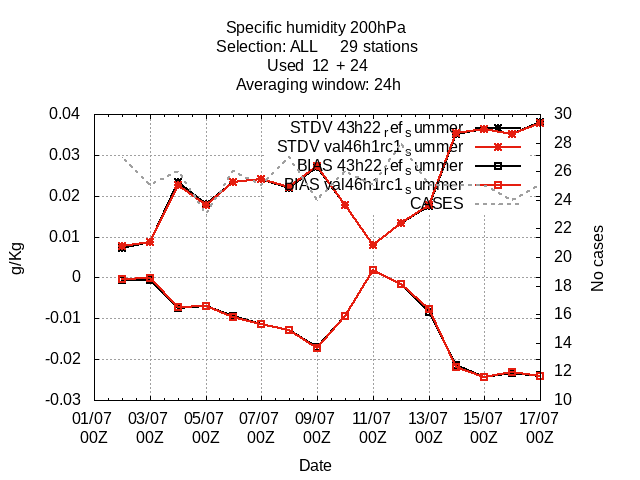 Specific humidity 200hPa
Selection: ALL 29 stations
Used 12 + 24
Averaging window: 24h
STDV 43h22_ref_summer
STDV val46h1rc1_summer
BIAS 43h22_ref_summer
BIAS val46h1rc1_summer
CASES
0.04
0.03
0.02
0.01
0
-0.01
-0.02
-0.03
g/Kg
30
28
26
24
22
20
18
16
14
12
10
No cases
01/07 03/07 05/07 07/07 09/07 11/07 13/07 15/07 17/07
00Z 00Z 00Z 00Z 00Z 00Z 00Z 00Z 00Z
Date